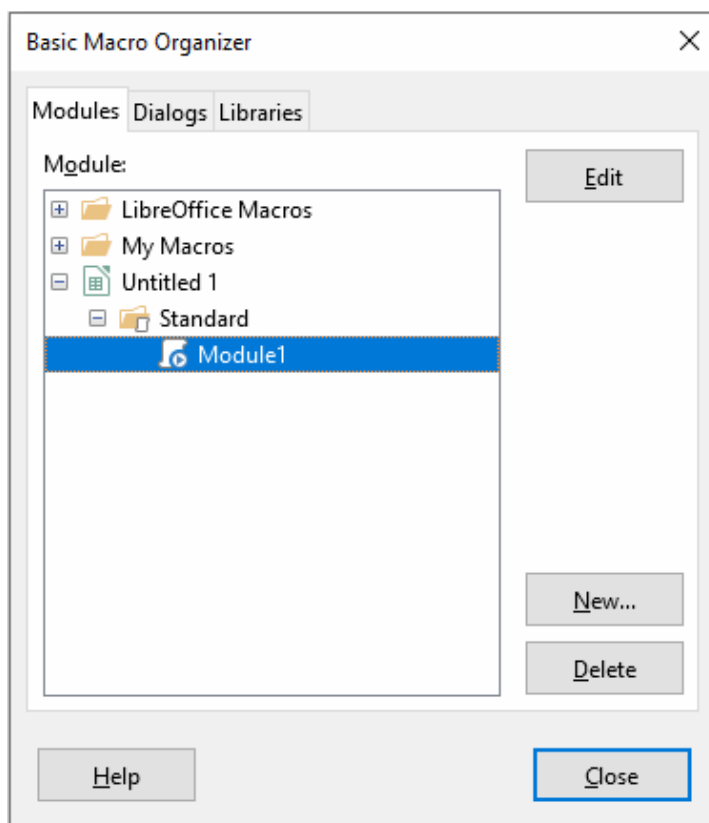 Basic Macro Organizer
Modules Dialogs Libraries
Module:
Edit
LibreOffice Macros
My Macros
Untitled 1
Standard
Module1
New...
Delete
Help Close